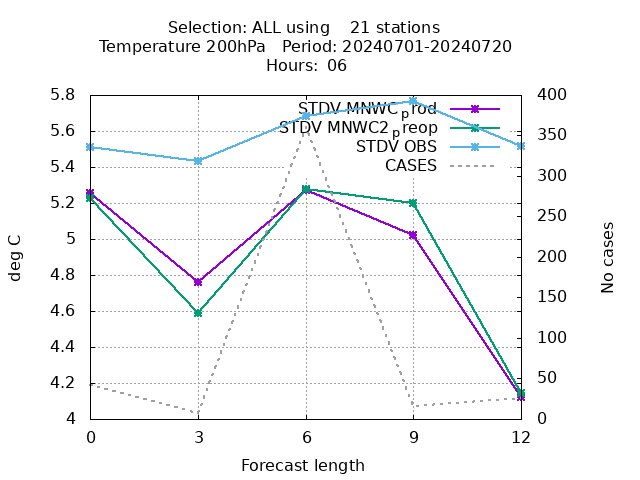 Selection: ALL using    21 stations
Temperature 200hPa   Period: 20240701-20240720
Hours:  06
STDV MNWC_prod
STDV MNWC2_preop
STDV OBS
CASES
5.8
5.6
5.4
5.2
5
4.8
4.6
4.4
4.2
4
deg C
400
350
300
250
200
150
100
50
0
No cases
0 3 6 9 12
Forecast length